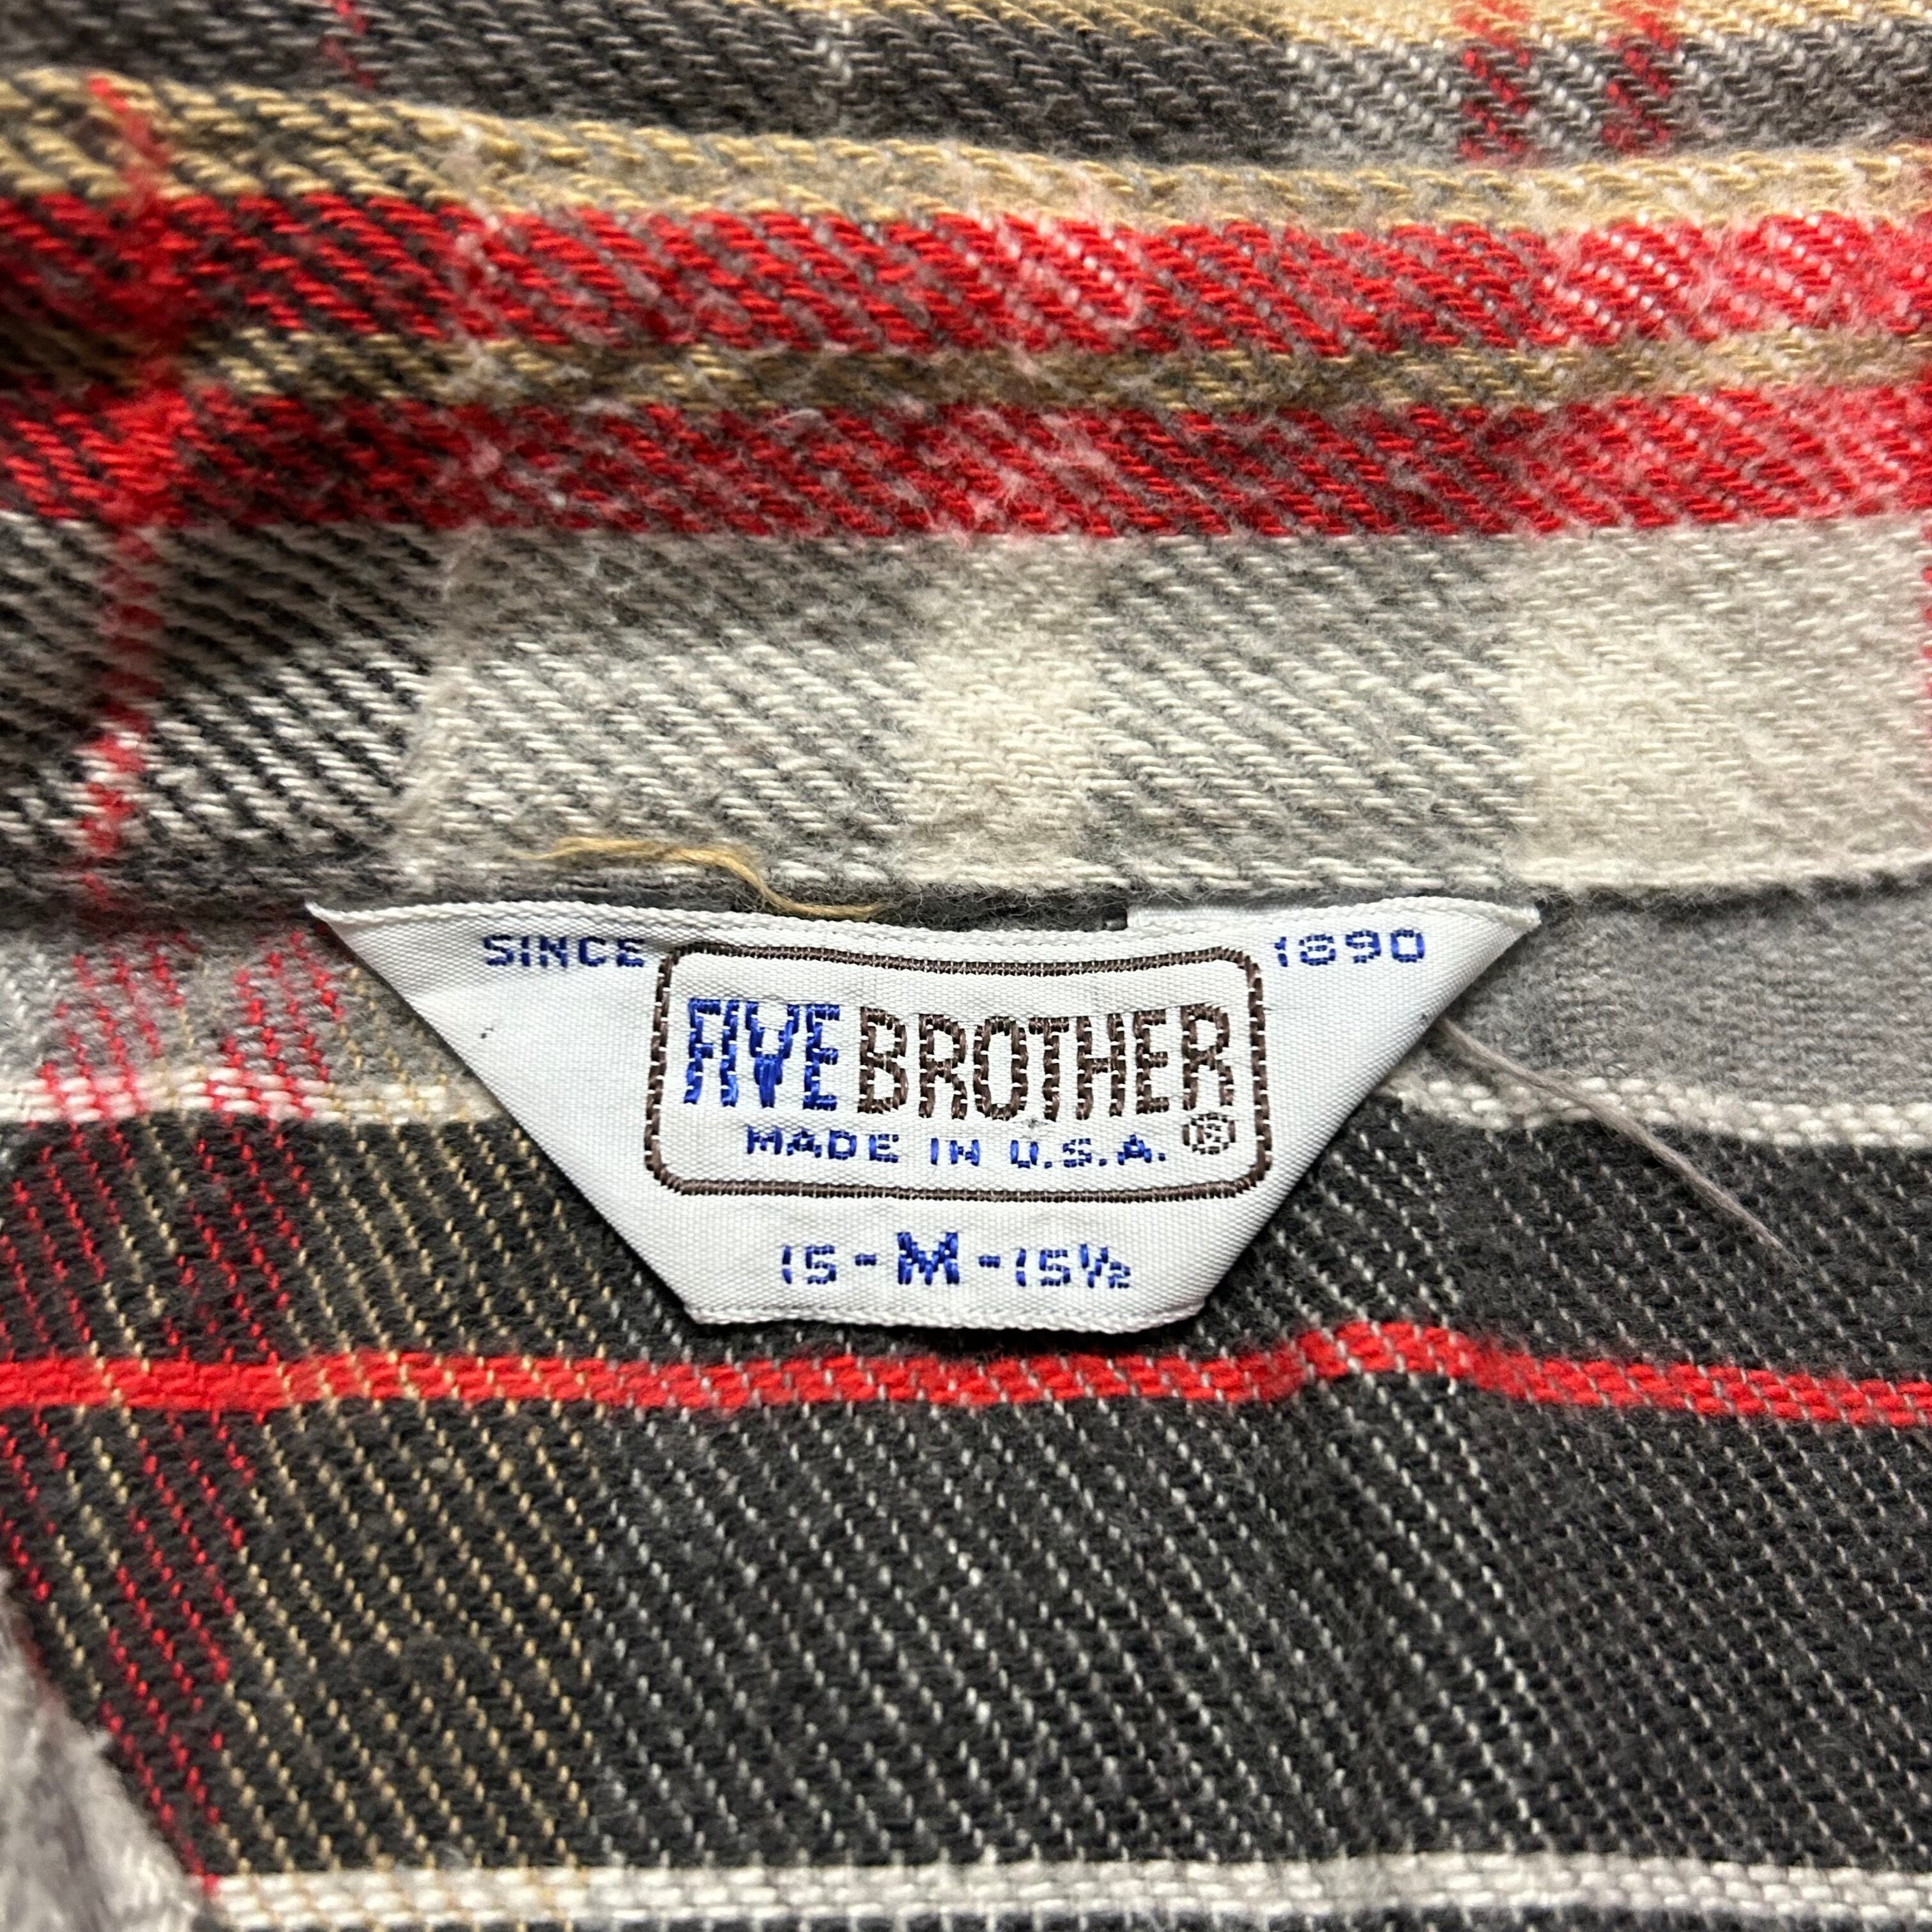 SINCE 1890
FIVE BROTHER
MADE IN U.S.A. ®
15-M-15½